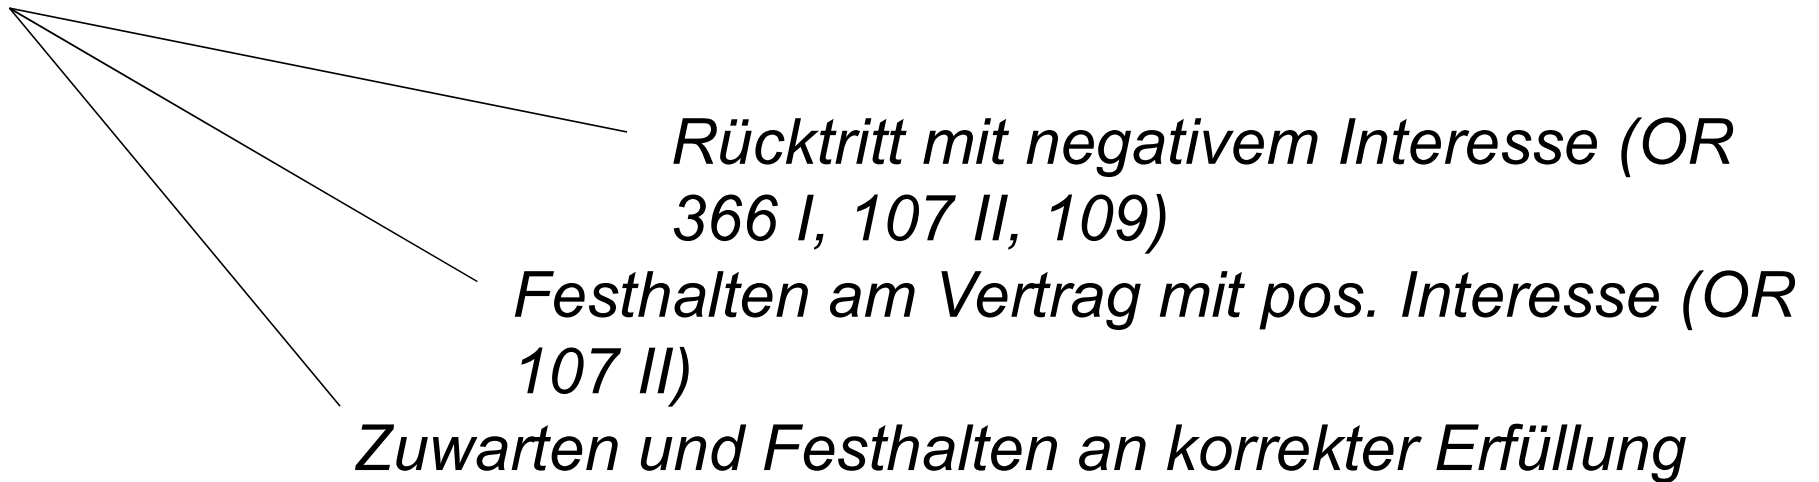 Rücktritt mit negativem Interesse (OR
366 I, 107 II, 109)
Festhalten am Vertrag mit pos. Interesse (OR
107 II)
Zuwarten und Festhalten an korrekter Erfüllung